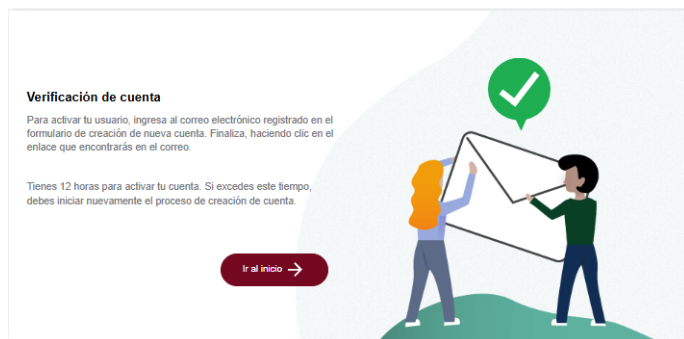 Verificación de cuenta
Para activar tu usuario, ingresa al correo electrónico registrado en el
formulario de creación de nueva cuenta. Finaliza, haciendo clic en el
enlace que encontrarás en el correo.
Tienes 12 horas para activar tu cuenta. Si excedes este tiempo,
debes iniciar nuevamente el proceso de creación de cuenta.
Ir al inicio